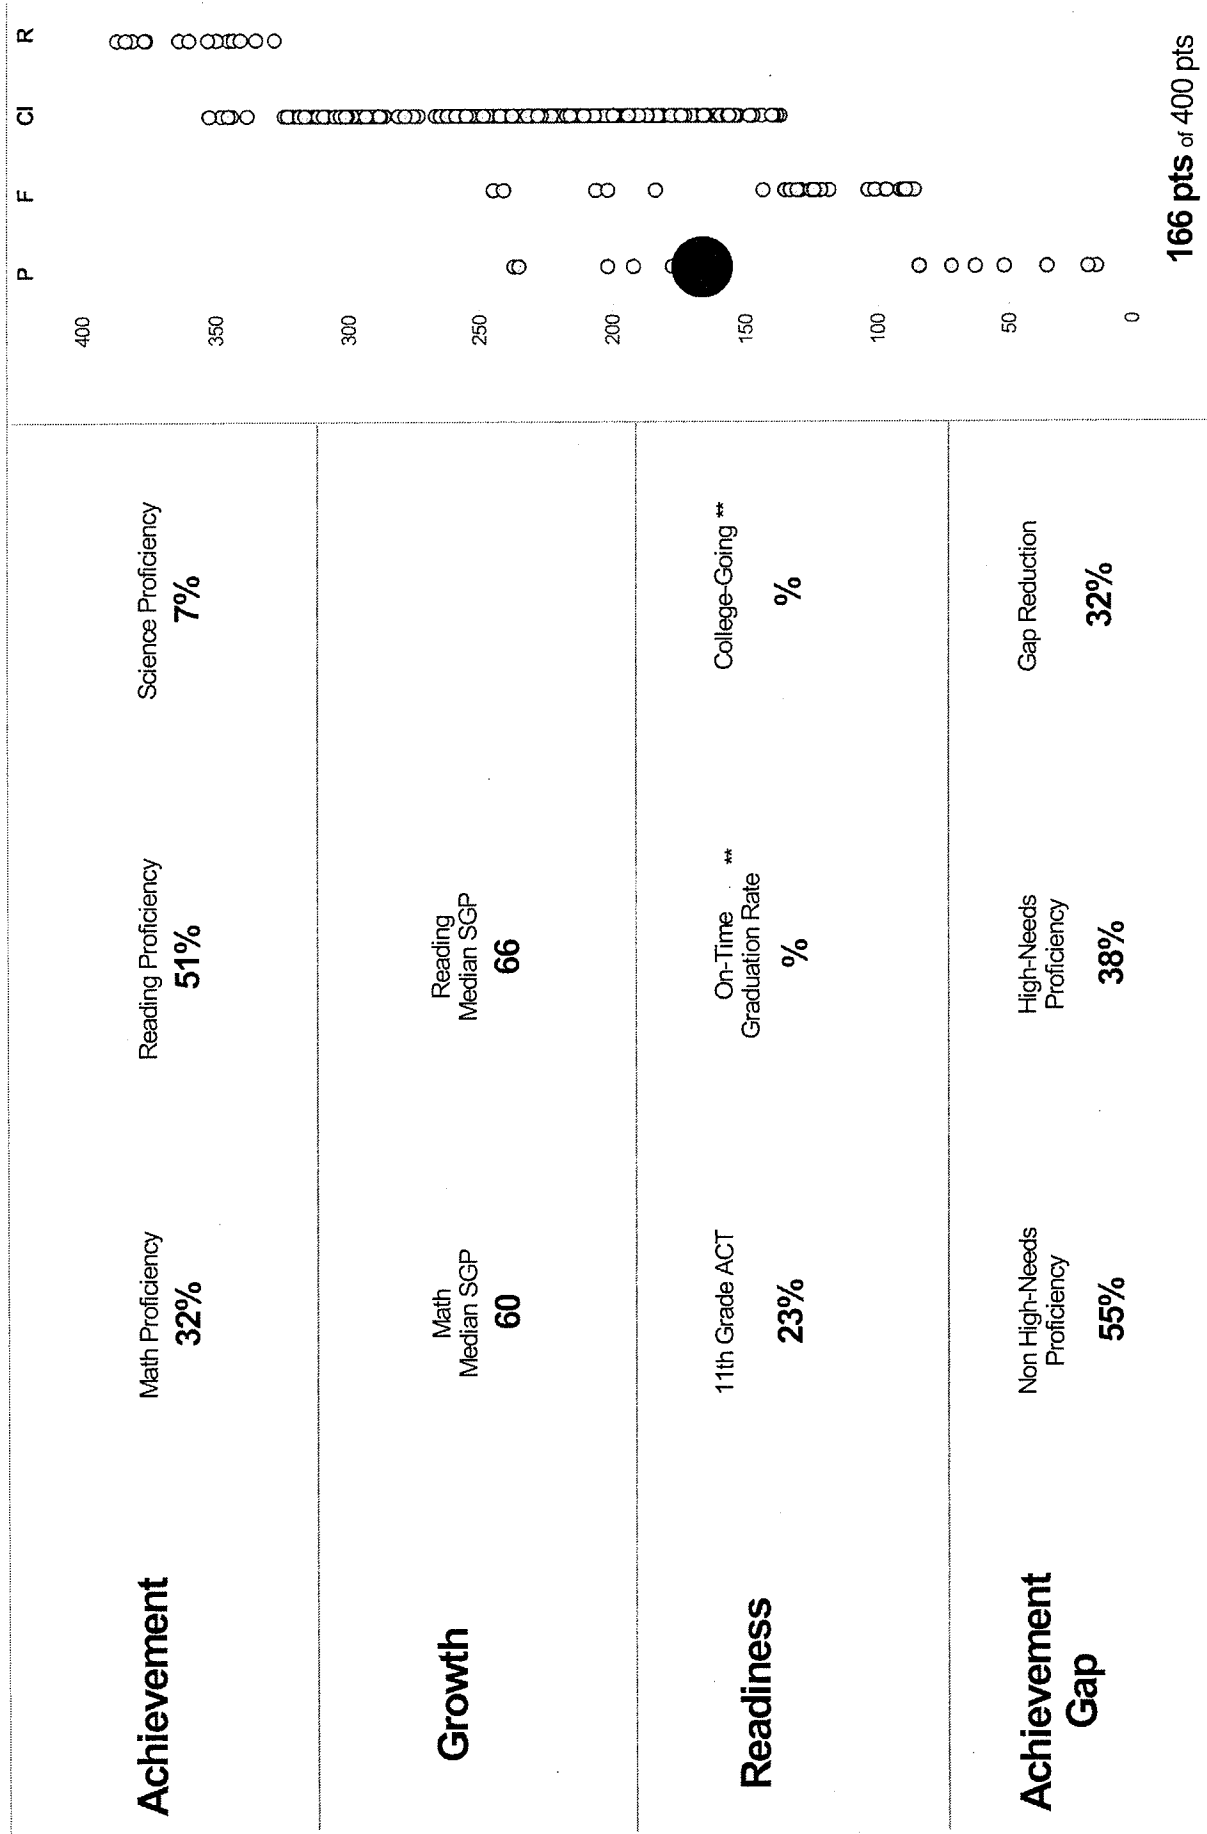 Achievement
Math Proficiency
32%
Reading Proficiency
51%
Science Proficiency
7%
Growth
Math
Median SGP
60
Reading
Median SGP
66
Readiness
11th Grade ACT
23%
On-Time **
Graduation Rate
%
College-Going **
%
Achievement
Gap
Non High-Needs
Proficiency
55%
High-Needs
Proficiency
38%
Gap Reduction
32%
P
F
CI
R
400
350
300
250
200
150
100
50
0
166 pts of 400 pts